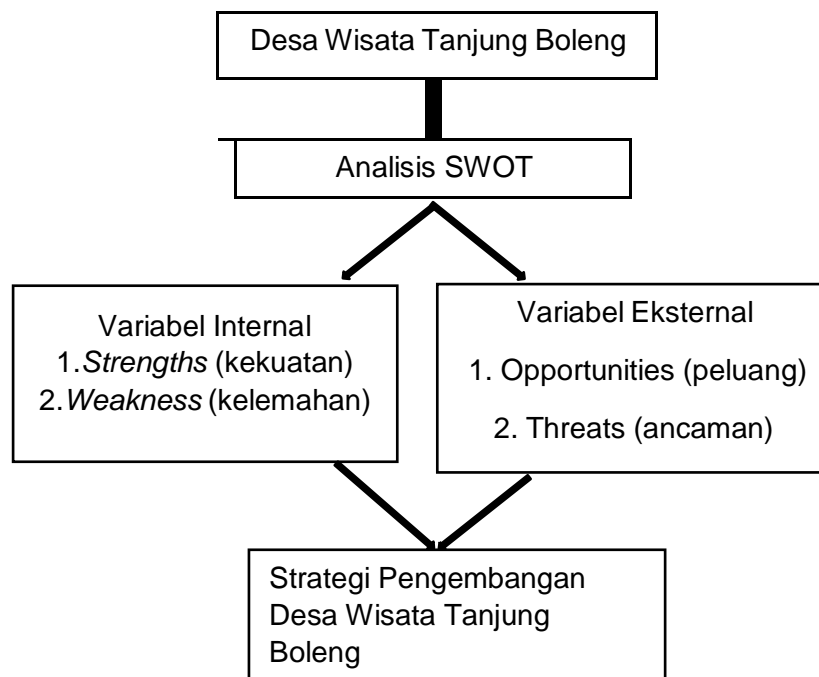 Desa Wisata Tanjung Boleng
Analisis SWOT
Variabel Internal
1.Strengths (kekuatan)
2.Weakness (kelemahan)
Variabel Eksternal
1. Opportunities (peluang)
2. Threats (ancaman)
Strategi Pengembangan
Desa Wisata Tanjung
Boleng